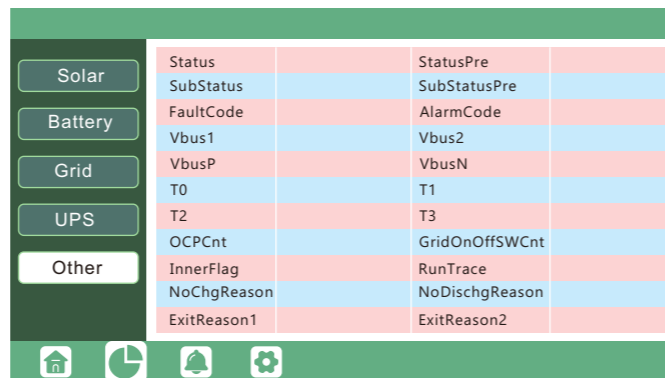 Solar
Battery
Grid
UPS
Other
Status StatusPre
SubStatus SubStatusPre
FaultCode AlarmCode
Vbus1 Vbus2
VbusP VbusN
T0 T1
T2 T3
OCPCnt GridOnOffSWCnt
InnerFlag RunTrace
NoChgReason NoDischgReason
ExitReason1 ExitReason2